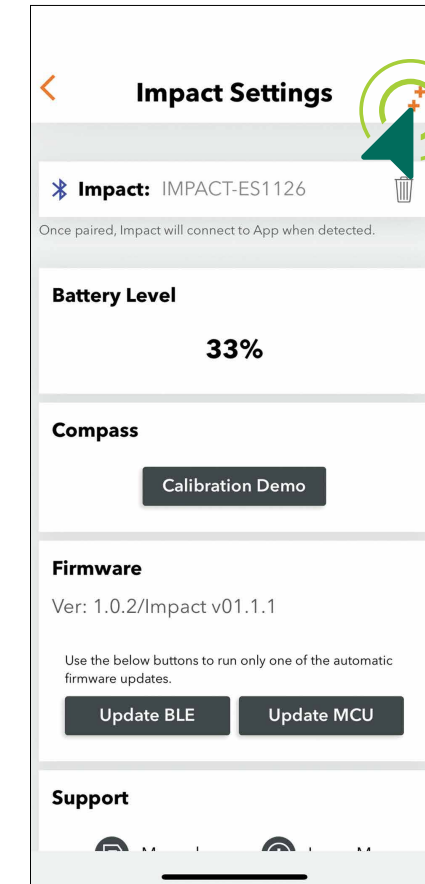 Impact Settings
Impact: IMPACT-ES1126
Once paired, Impact will connect to App when detected.
Battery Level
33%
Compass
Calibration Demo
Firmware
Ver: 1.0.2/Impact v01.1.1
Use the below buttons to run only one of the automatic
firmware updates.
Update BLE Update MCU
Support